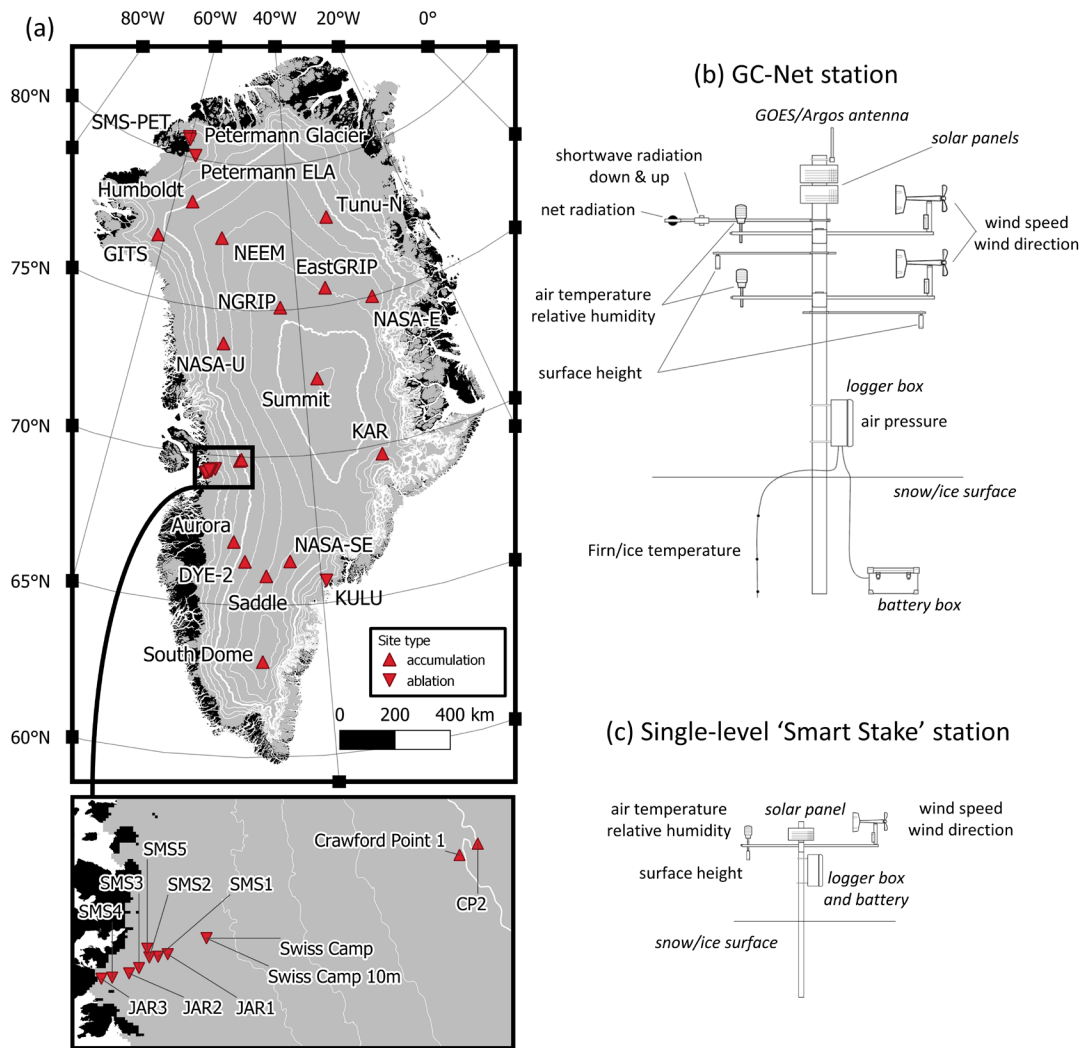 (a)
80°W
60°W
40°W
20°W
0°
80°N
75°N
70°N
65°N
60°N
SMS-PET
Petermann Glacier
Petermann ELA
Humboldt
GITS
NEEM
Tunu-N
EastGRIP
NGRIP
NASA-E
NASA-U
Summit
KAR
Aurora
NASA-SE
DYE-2
Saddle
KULU
South Dome
Site type
accumulation
ablation
0 200 400 km
Crawford Point 1
CP2
SMS5
SMS3
SMS2
SMS1
SMS4
Swiss Camp
Swiss Camp 10m
JAR3
JAR2
JAR1
(b) GC-Net station
GOES/Argos antenna
solar panels
shortwave radiation
down & up
net radiation
wind speed
wind direction
air temperature
relative humidity
surface height
logger box
air pressure
snow/ice surface
Firn/ice temperature
battery box
(c) Single-level ‘Smart Stake’ station
air temperature
relative humidity
solar panel
wind speed
wind direction
surface height
logger box
and battery
snow/ice surface